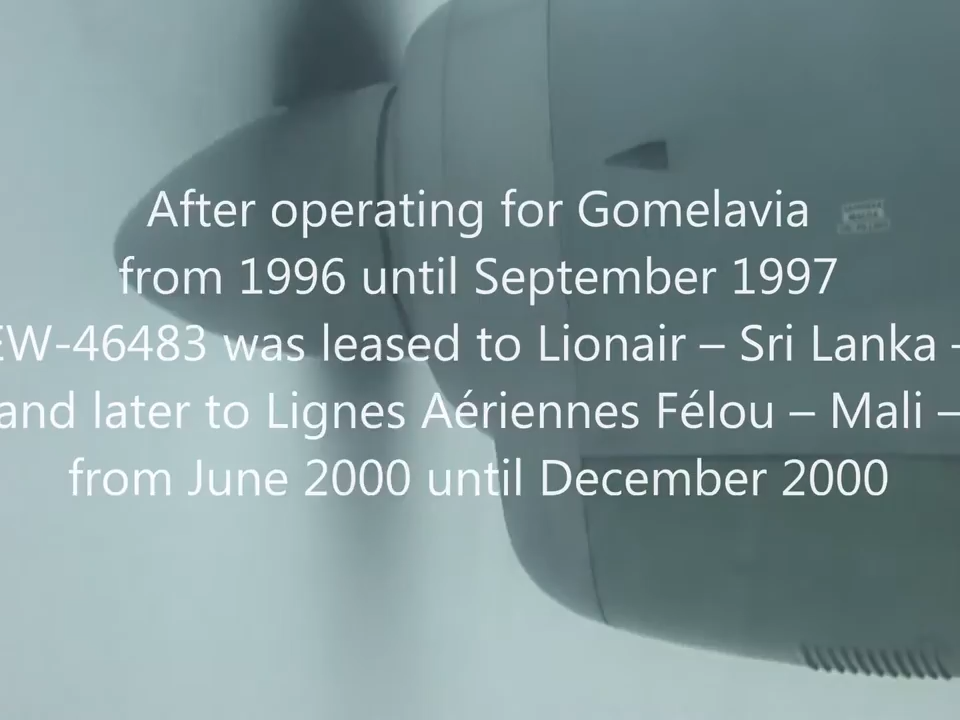 After operating for Gomelavia
from 1996 until September 1997
EW-46483 was leased to Lionair – Sri Lanka –
and later to Lignes Aériennes Félou – Mali –
from June 2000 until December 2000